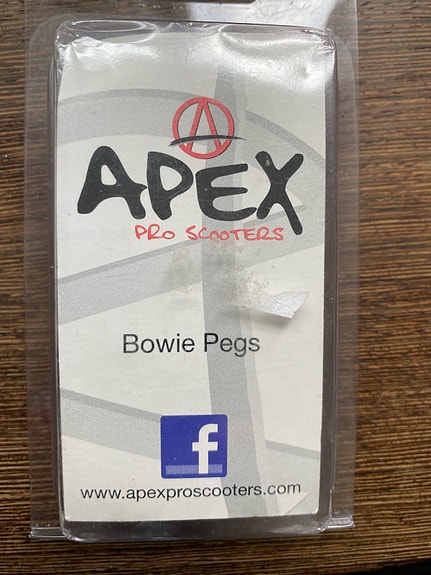 APEX
PRO SCOOTERS
Bowie Pegs
f
www.apexproscooters.com